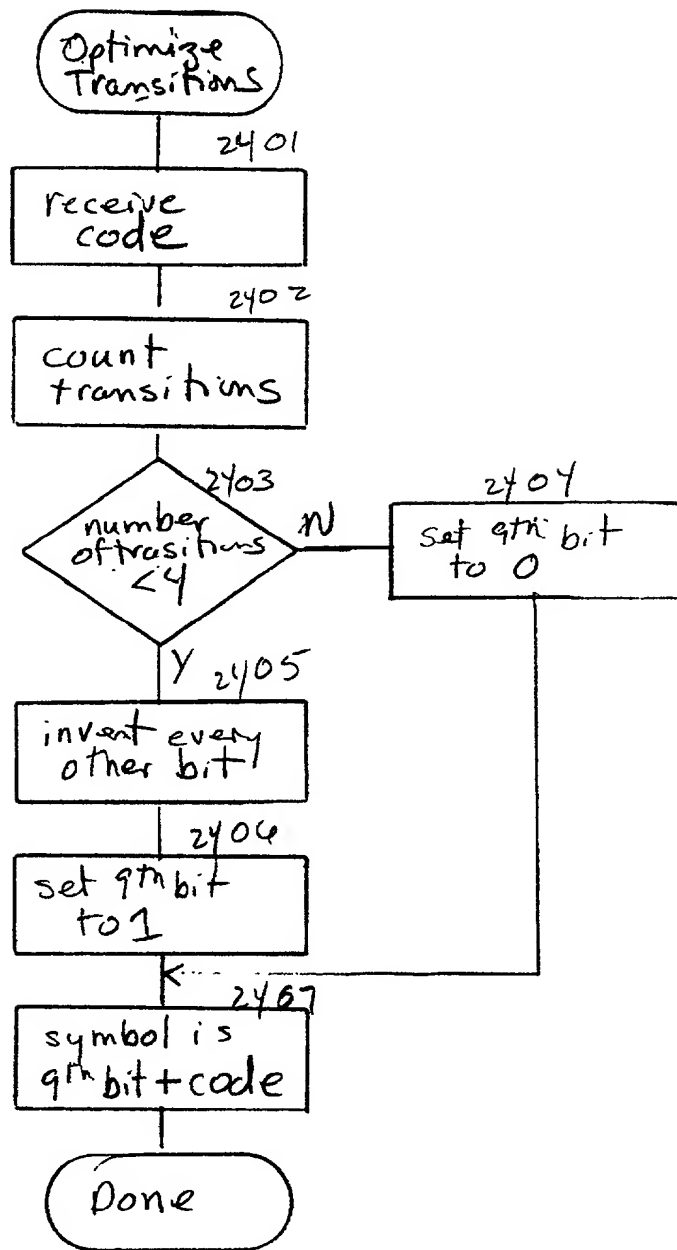 Optimize
Transitions
2401
receive
code
2402
count
transitions
2403
number
of trasitions
<4
N
2404
set 9th bit
to 0
Y
2405
invert every
other bit
2406
set 9th bit
to 1
2407
symbol is
9th bit + code
Done